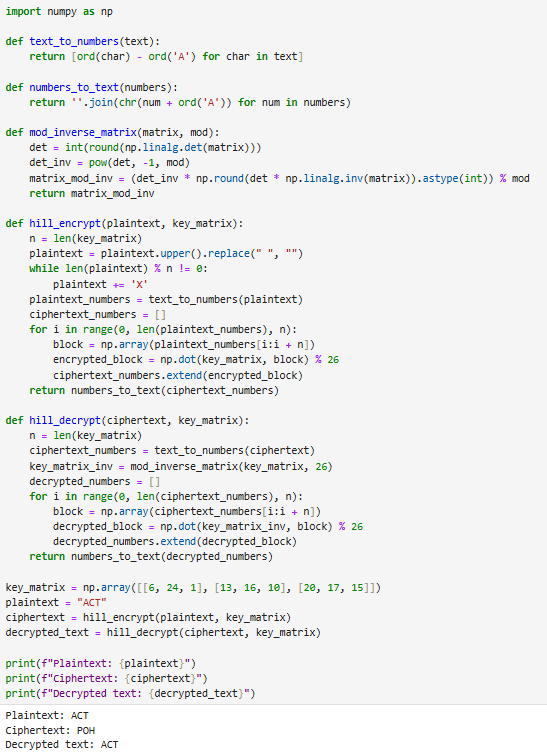 import numpy as np

def text_to_numbers(text):
    return [ord(char) - ord('A') for char in text]

def numbers_to_text(numbers):
    return ''.join(chr(num + ord('A')) for num in numbers)

def mod_inverse_matrix(matrix, mod):
    det = int(round(np.linalg.det(matrix)))
    det_inv = pow(det, -1, mod)
    matrix_mod_inv = (det_inv * np.round(det * np.linalg.inv(matrix)).astype(int)) % mod
    return matrix_mod_inv

def hill_encrypt(plaintext, key_matrix):
    n = len(key_matrix)
    plaintext = plaintext.upper().replace(" ", "")
    while len(plaintext) % n != 0:
        plaintext += 'X'
    plaintext_numbers = text_to_numbers(plaintext)
    ciphertext_numbers = []
    for i in range(0, len(plaintext_numbers), n):
        block = np.array(plaintext_numbers[i:i + n])
        encrypted_block = np.dot(key_matrix, block) % 26
        ciphertext_numbers.extend(encrypted_block)
    return numbers_to_text(ciphertext_numbers)

def hill_decrypt(ciphertext, key_matrix):
    n = len(key_matrix)
    ciphertext_numbers = text_to_numbers(ciphertext)
    key_matrix_inv = mod_inverse_matrix(key_matrix, 26)
    decrypted_numbers = []
    for i in range(0, len(ciphertext_numbers), n):
        block = np.array(ciphertext_numbers[i:i + n])
        decrypted_block = np.dot(key_matrix_inv, block) % 26
        decrypted_numbers.extend(decrypted_block)
    return numbers_to_text(decrypted_numbers)

key_matrix = np.array([[6, 24, 1], [13, 16, 10], [20, 17, 15]])
plaintext = "ACT"
ciphertext = hill_encrypt(plaintext, key_matrix)
decrypted_text = hill_decrypt(ciphertext, key_matrix)

print(f"Plaintext: {plaintext}")
print(f"Ciphertext: {ciphertext}")
print(f"Decrypted text: {decrypted_text}")
Plaintext: ACT
Ciphertext: POH
Decrypted text: ACT